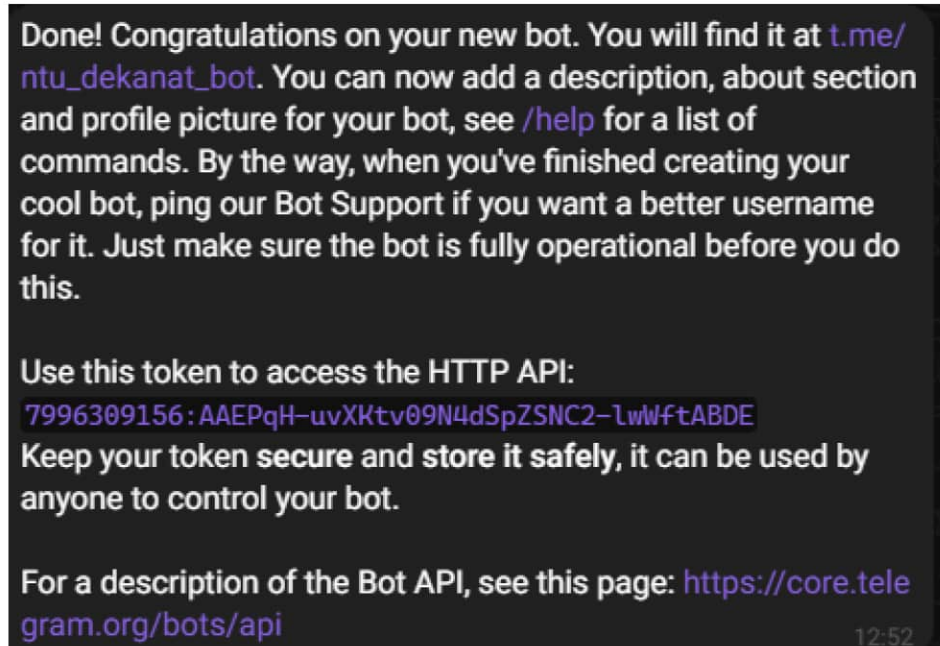 Done! Congratulations on your new bot. You will find it at t.me/
ntu_dekanat_bot. You can now add a description, about section
and profile picture for your bot, see /help for a list of
commands. By the way, when you've finished creating your
cool bot, ping our Bot Support if you want a better username
for it. Just make sure the bot is fully operational before you do
this.
Use this token to access the HTTP API:
7996309156:AAEPqH-uvXKtv09N4dSpZSNC2-lwWftABDE
Keep your token secure and store it safely, it can be used by
anyone to control your bot.
For a description of the Bot API, see this page: https://core.tele
gram.org/bots/api
12:52